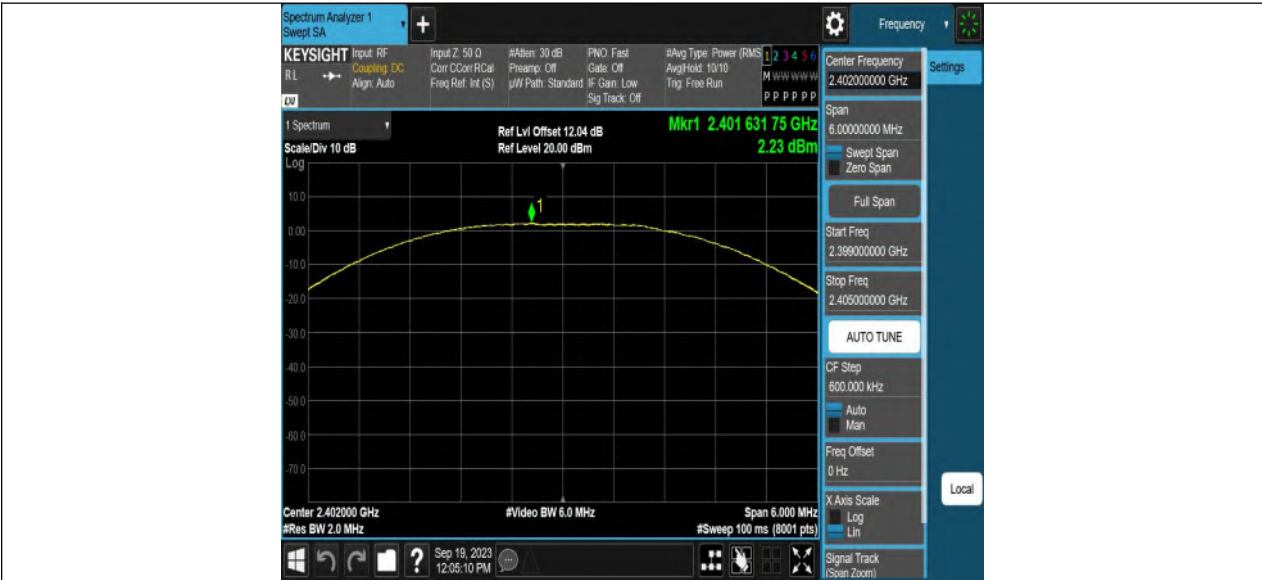 Spectrum Analyzer 1
Swept SA
+
Frequency
KEYSIGHT
RL
LXI
Input: RF
Coupling: DC
Align: Auto
Input Z: 50 Ω
Corr CCorr RCal
Freq Ref: Int (S)
#Atten: 30 dB
Preamp: Off
µW Path: Standard
PNO: Fast
Gate: Off
IF Gain: Low
Sig Track: Off
#Avg Type: Power (RMS
Avg|Hold: 10/10
Trig: Free Run
1 2 3 4 5 6
M W W W W W
P P P P P P
1 Spectrum
Scale/Div 10 dB
Ref Lvl Offset 12.04 dB
Ref Level 20.00 dBm
Mkr1 2.401 631 75 GHz
2.23 dBm
Log
10.0
0.00
-10.0
-20.0
-30.0
-40.0
-50.0
-60.0
-70.0
1
Center 2.402000 GHz
#Res BW 2.0 MHz
#Video BW 6.0 MHz
Span 6.000 MHz
#Sweep 100 ms (8001 pts)
?
Sep 19, 2023
12:05:10 PM
Center Frequency
2.402000000 GHz
Settings
Span
6.00000000 MHz
Swept Span
Zero Span
Full Span
Start Freq
2.399000000 GHz
Stop Freq
2.405000000 GHz
AUTO TUNE
CF Step
600.000 kHz
Auto
Man
Freq Offset
0 Hz
X Axis Scale
Log
Lin
Local
Signal Track
(Span Zoom)